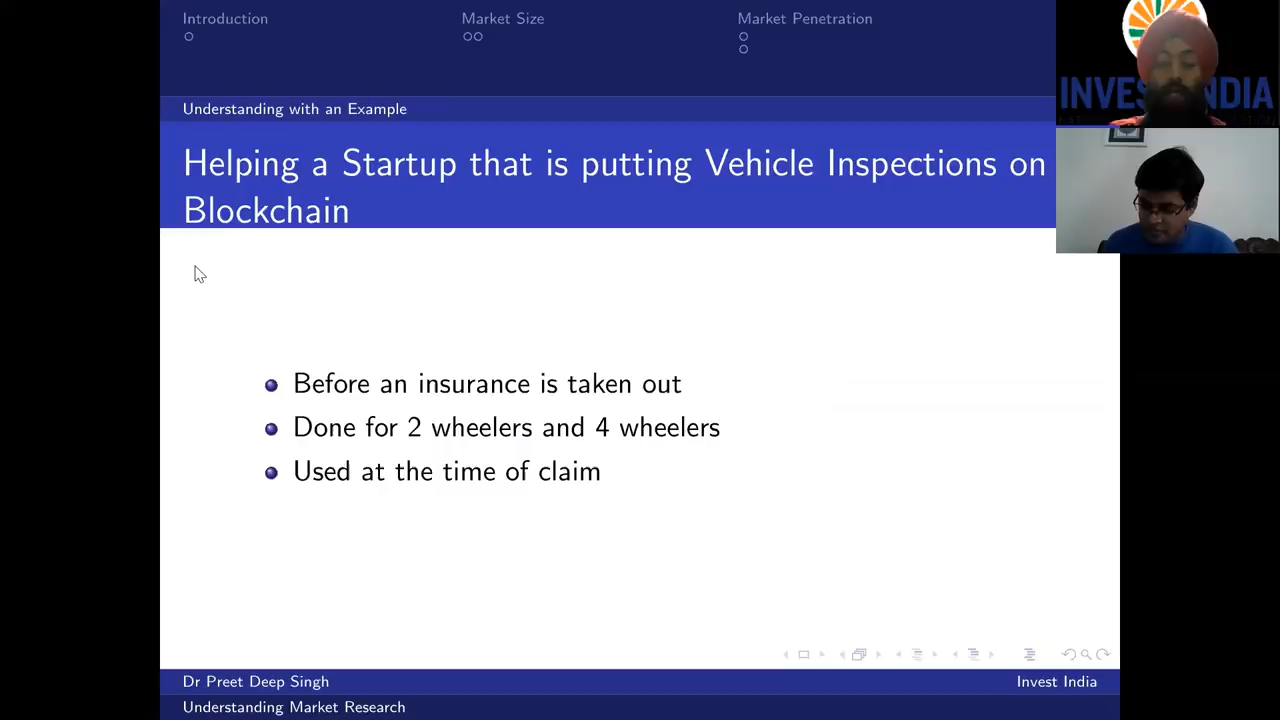 Introduction
Market Size
Market Penetration
Understanding with an Example
Helping a Startup that is putting Vehicle Inspections on
Blockchain
Before an insurance is taken out
Done for 2 wheelers and 4 wheelers
Used at the time of claim
Dr Preet Deep Singh
Invest India
Understanding Market Research